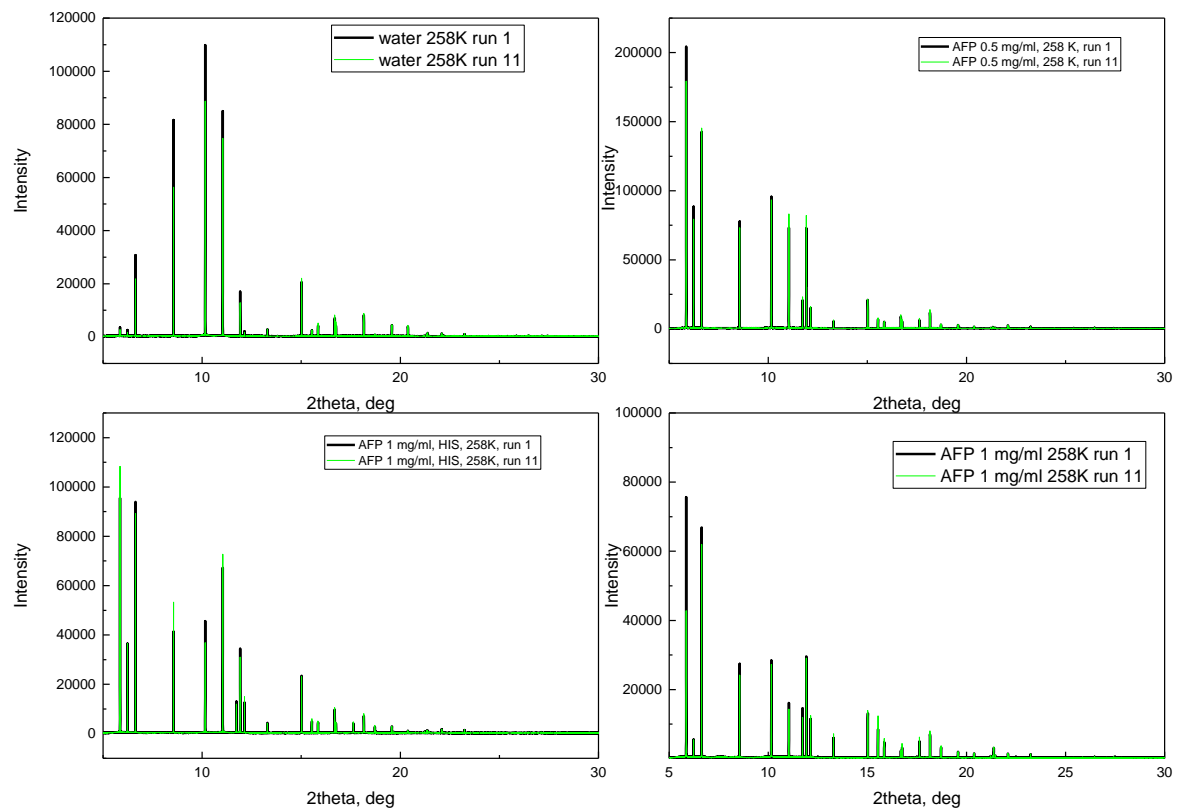 120000
100000
80000
60000
40000
20000
0
Intensity
water 258K run 1
water 258K run 11
10
20
30
2theta, deg
200000
150000
100000
50000
0
Intensity
AFP 0.5 mg/ml, 258 K, run 1
AFP 0.5 mg/ml, 258 K, run 11
10
20
30
2theta, deg
120000
100000
80000
60000
40000
20000
0
Intensity
AFP 1 mg/ml, HIS, 258K, run 1
AFP 1 mg/ml, HIS, 258K, run 11
10
20
30
2theta, deg
100000
80000
60000
40000
20000
Intensity
AFP 1 mg/ml 258K run 1
AFP 1 mg/ml 258K run 11
5
10
15
20
25
30
2theta, deg